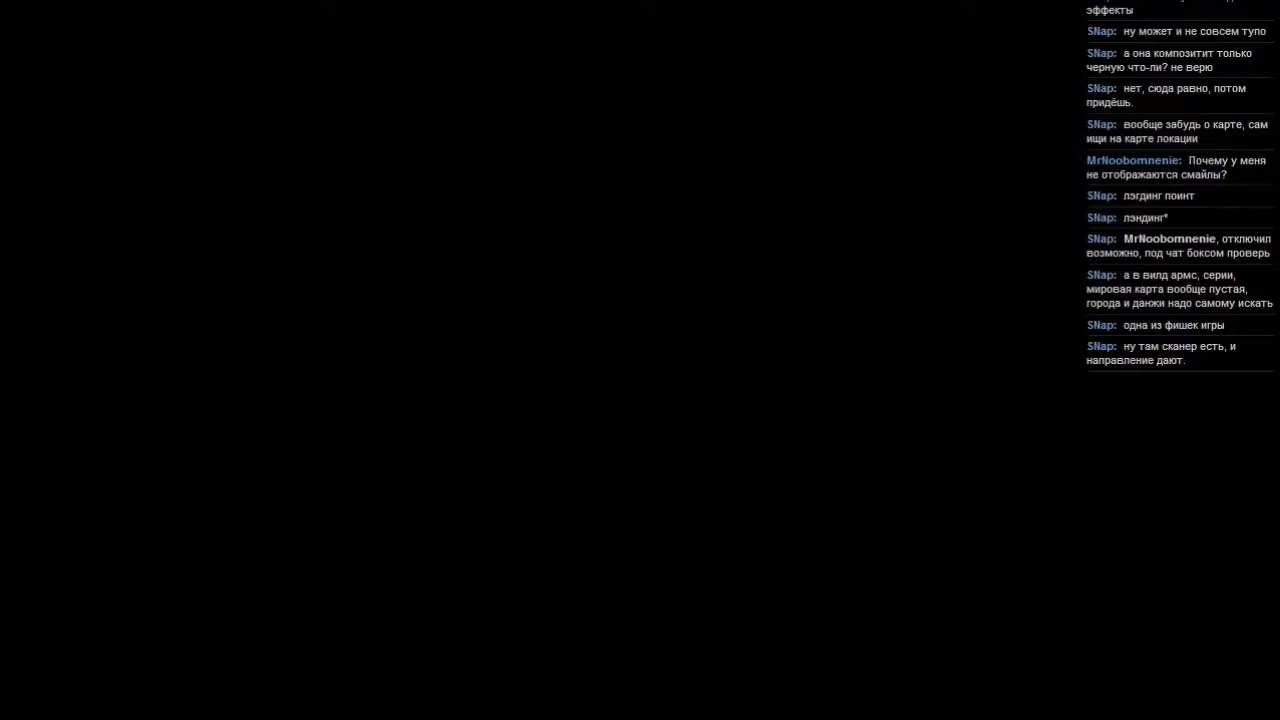 эффекты
SNap: ну может и не совсем тупо
SNap: а она композитит только
черную что-ли? не верю
SNap: нет, сюда равно, потом
придёшь.
SNap: вообще забудь о карте, сам
ищи на карте локации
MrNoobomnenie: Почему у меня
не отображаются смайлы?
SNap: лэгдинг поинт
SNap: лэндинг*
SNap: MrNoobomnenie, отключил
возможно, под чат боксом проверь
SNap: а в вилд армс, серии,
мировая карта вообще пустая,
города и данжи надо самому искать
SNap: одна из фишек игры
SNap: ну там сканер есть, и
направление дают.